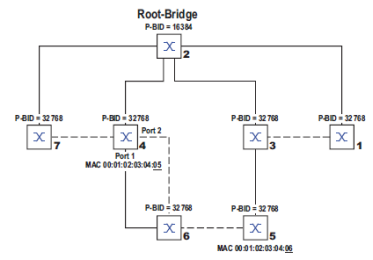 Root-Bridge
P-BID = 16384
2
P-BID = 32768
P-BID = 32768
P-BID = 32768
P-BID = 32768
7
4
Port 2
3
1
Port 1
MAC 00:01:02:03:04:05
P-BID = 32768
P-BID = 32768
6
5
MAC 00:01:02:03:04:06